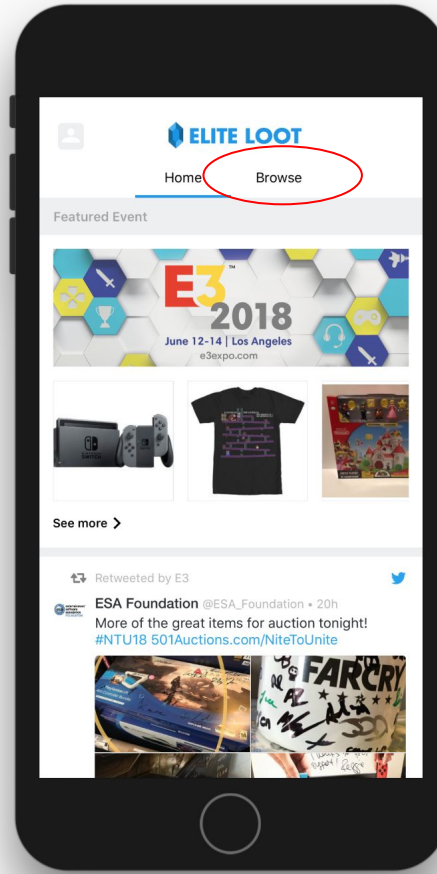 ELITE LOOT
Home
Browse
Featured Event
E3
™
2018
June 12-14 | Los Angeles
e3expo.com
See more
Retweeted by E3
ESA Foundation @ESA_Foundation • 20h
More of the great items for auction tonight!
#NTU18 501Auctions.com/NiteToUnite
FARCRY